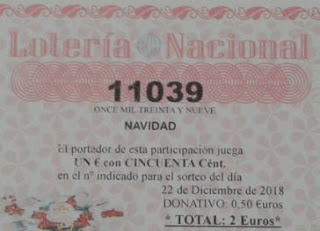 Lotería Nacional
11039
ONCE MIL TREINTA Y NUEVE
NAVIDAD
El portador de esta participación juega
UN € con CINCUENTA Cént.
en el nº indicado para el sorteo del día
22 de Diciembre de 2018
DONATIVO: 0,50 €uros
* TOTAL: 2 Euros*